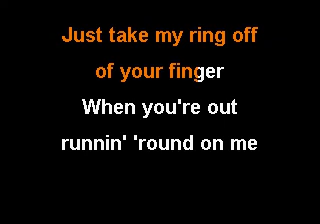 Just take my ring off
of your finger
When you're out
runnin' 'round on me